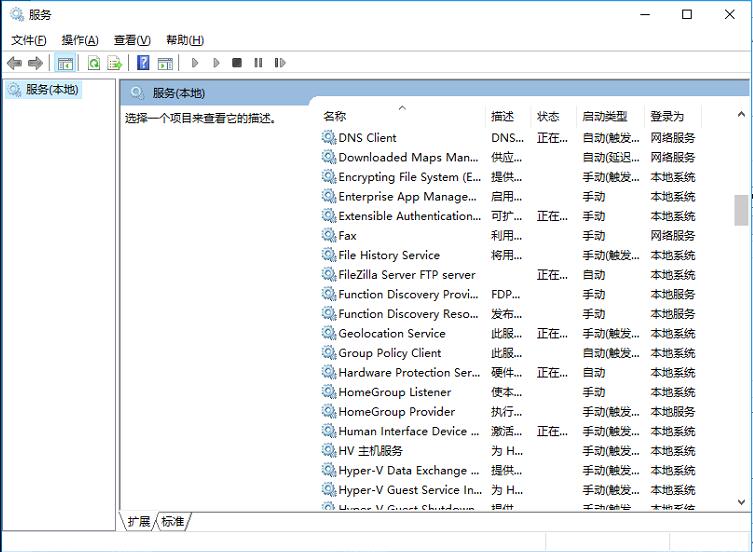 服务
文件(F) 操作(A) 查看(V) 帮助(H)
服务(本地)
服务(本地)
选择一个项目来查看它的描述。
名称 描述 状态 启动类型 登录为
DNS Client DNS... 正在... 自动(触发... 网络服务
Downloaded Maps Man... 供应... 自动(延迟... 网络服务
Encrypting File System (E... 提供... 手动(触发... 本地系统
Enterprise App Manage... 启用... 手动 本地系统
Extensible Authentication... 可扩... 正在... 手动 本地系统
Fax 利用... 手动 网络服务
File History Service 将用... 手动(触发... 本地系统
FileZilla Server FTP server 正在... 自动 本地系统
Function Discovery Provi... FDP... 手动 本地服务
Function Discovery Reso... 发布... 手动 本地服务
Geolocation Service 此服... 正在... 手动(触发... 本地系统
Group Policy Client 此服... 自动(触发... 本地系统
Hardware Protection Ser... 硬件... 正在... 自动 本地系统
HomeGroup Listener 使本... 手动 本地系统
HomeGroup Provider 执行... 手动(触发... 本地服务
Human Interface Device ... 激活... 正在... 手动(触发... 本地系统
HV 主机服务 为 H... 手动(触发... 本地系统
Hyper-V Data Exchange ... 提供... 手动(触发... 本地系统
Hyper-V Guest Service In... 为 H... 手动(触发... 本地系统
Hyper-V Guest Shutdown... 提供... 手动(触发... 本地系统
扩展 标准